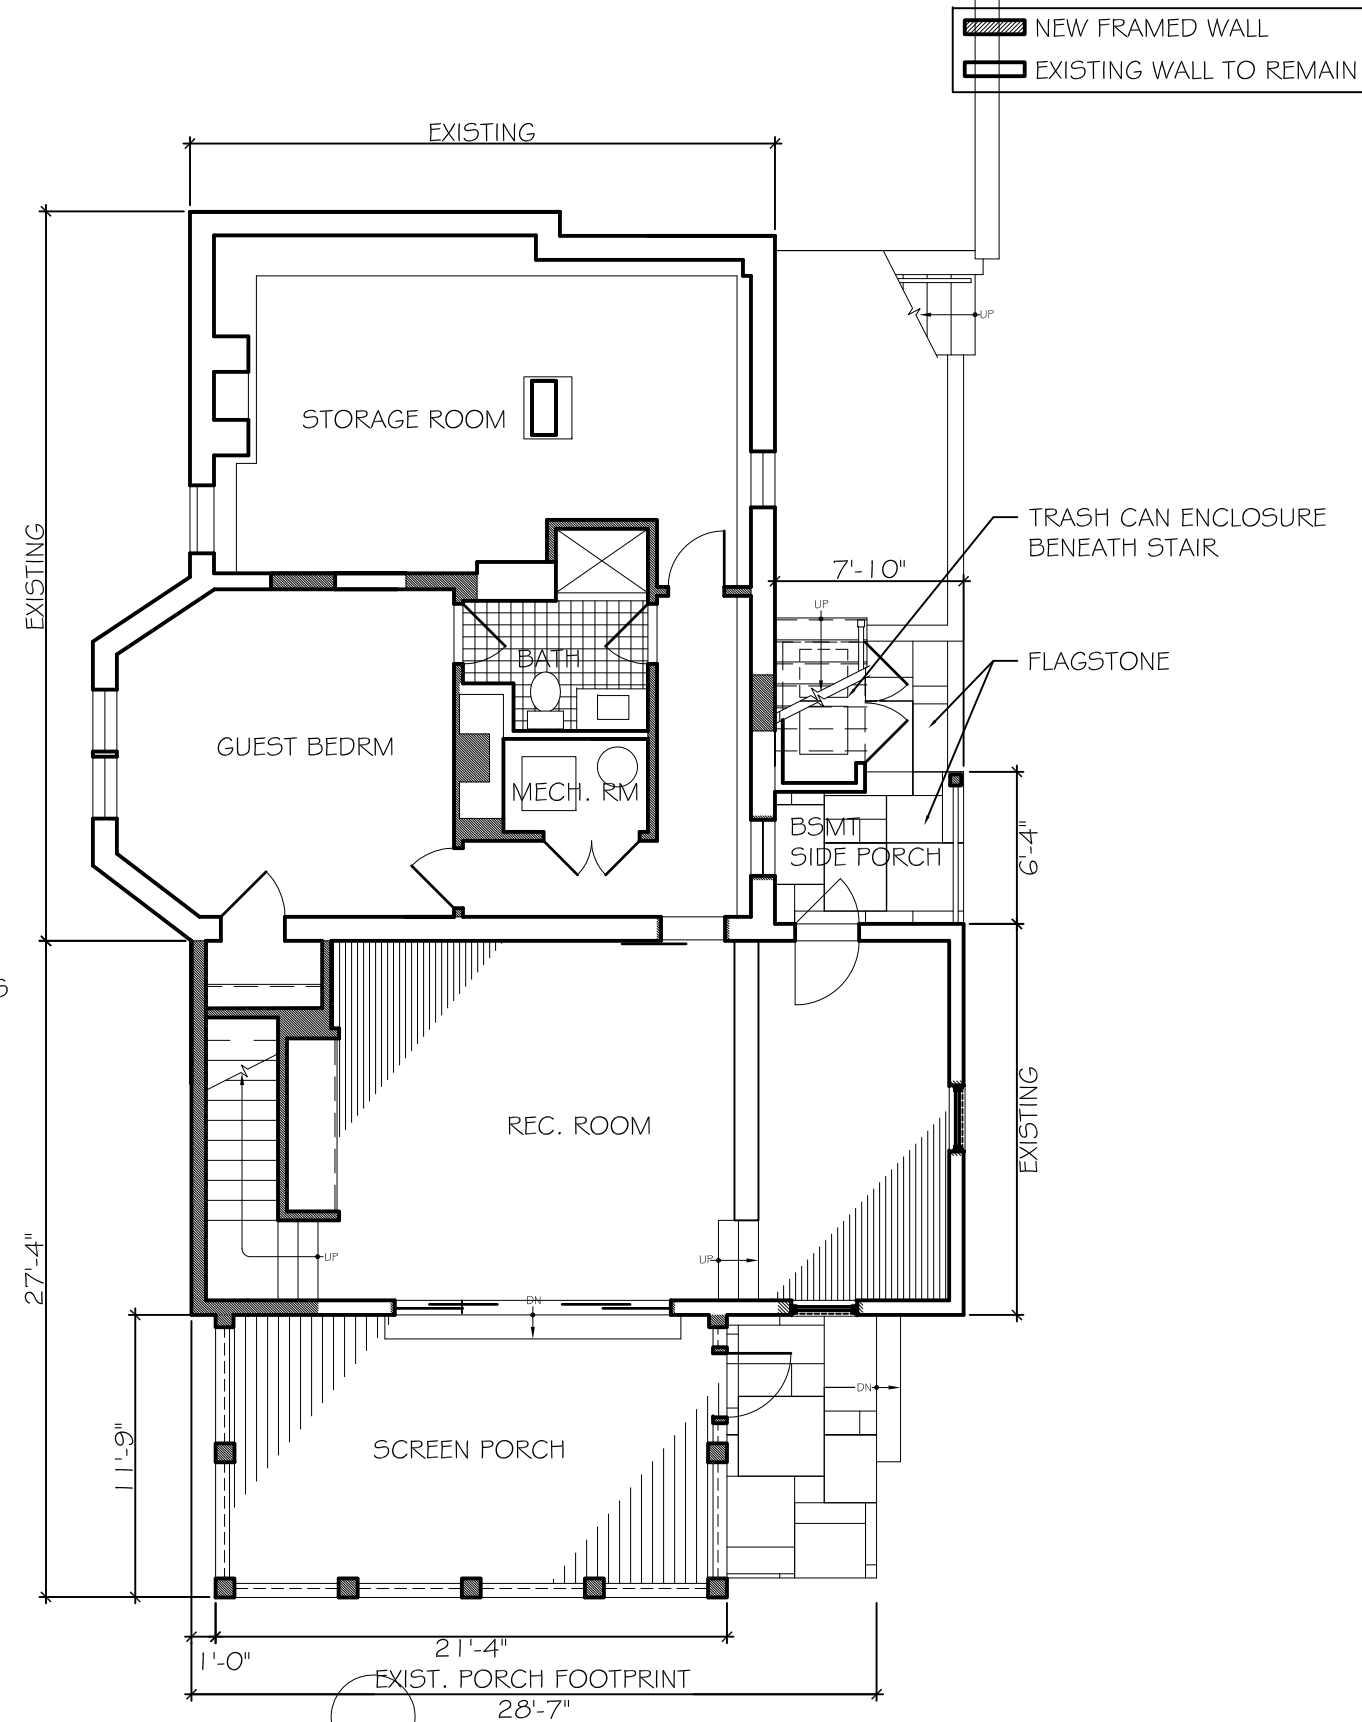 NEW FRAMED WALL
EXISTING WALL TO REMAIN
EXISTING
UP
STORAGE ROOM
TRASH CAN ENCLOSURE
BENEATH STAIR
EXISTING
7'-10"
UP
BATH
FLAGSTONE
GUEST BEDRM
MECH. RM
BSMT
SIDE PORCH
6'-4"
S
EXISTING
REC. ROOM
27'-4"
UP
UP
DN
DN
11'-9"
SCREEN PORCH
1'-0"
21'-4"
EXIST. PORCH FOOTPRINT
28'-7"